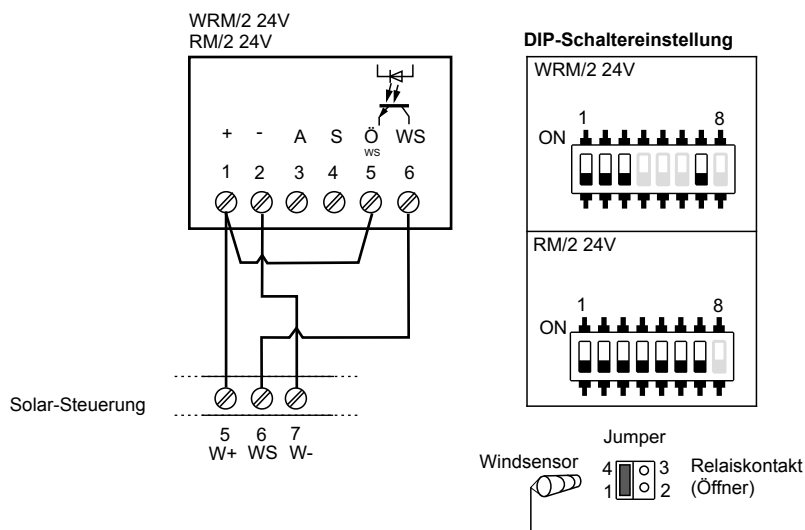 WRM/2 24V
RM/2 24V
+ - A S Ö WS
WS
1 2 3 4 5 6
Solar-Steuerung
5 6 7
W+ WS W-
DIP-Schaltereinstellung
WRM/2 24V
1 8
ON
RM/2 24V
1 8
ON
Jumper
Windsensor
4 3 Relaiskontakt
1 2 (Öffner)